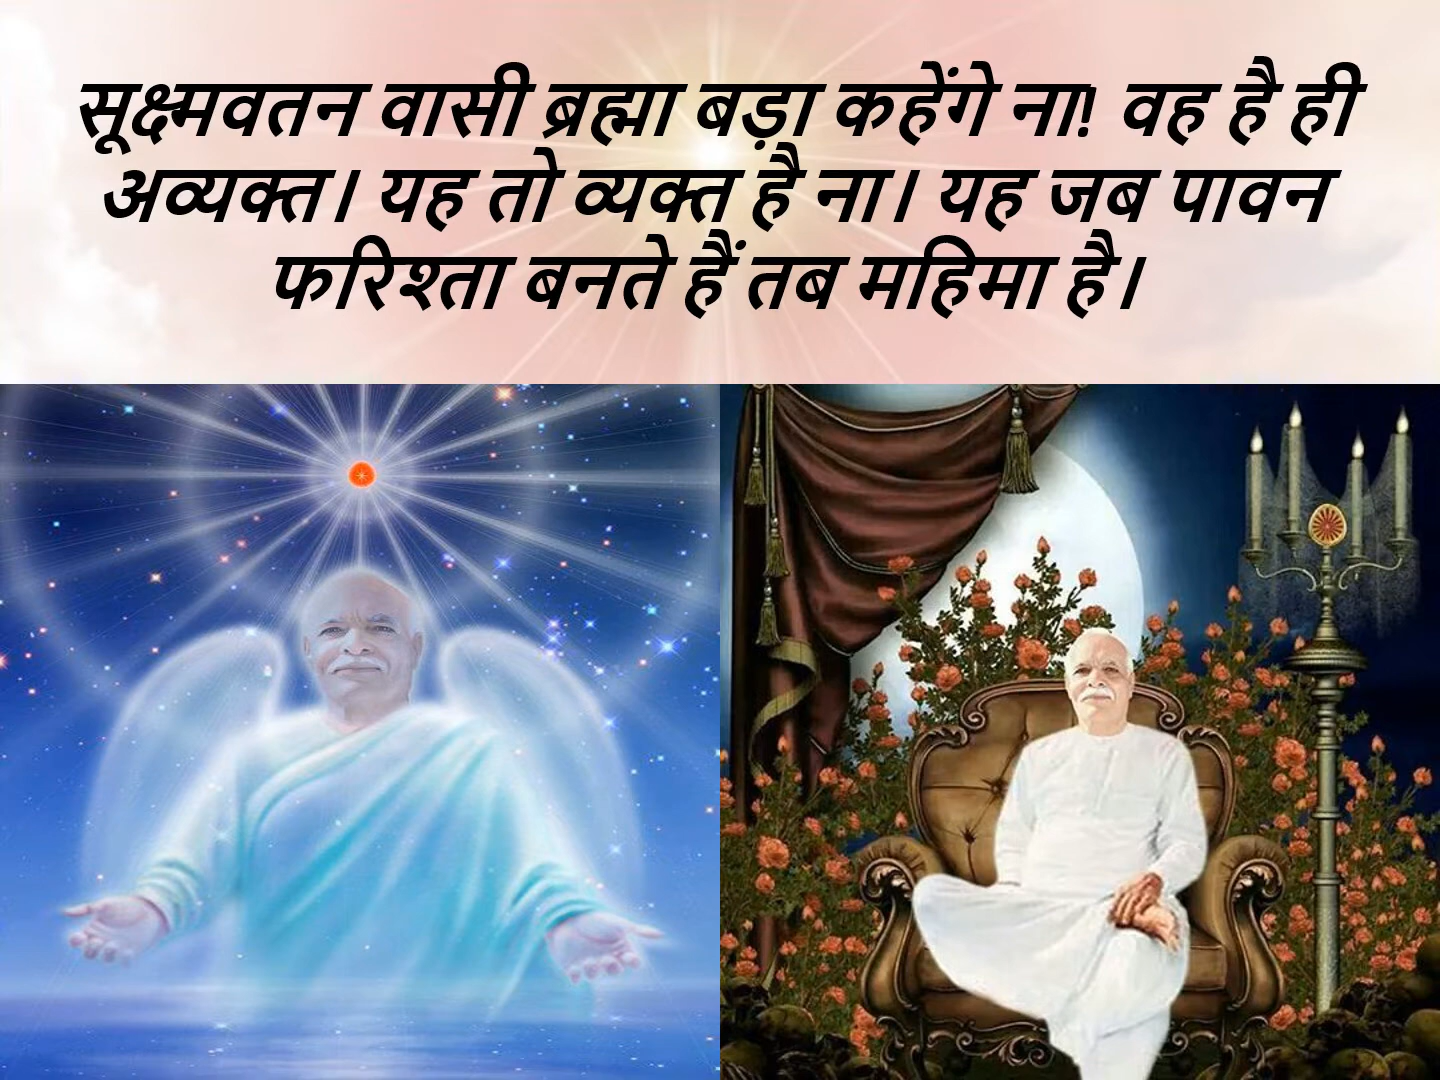 सूक्ष्मवतन वासी ब्रह्मा बड़ा कहेंगे ना! वह है ही
अव्यक्त। यह तो व्यक्त है ना। यह जब पावन
फरिश्ता बनते हैं तब महिमा है।